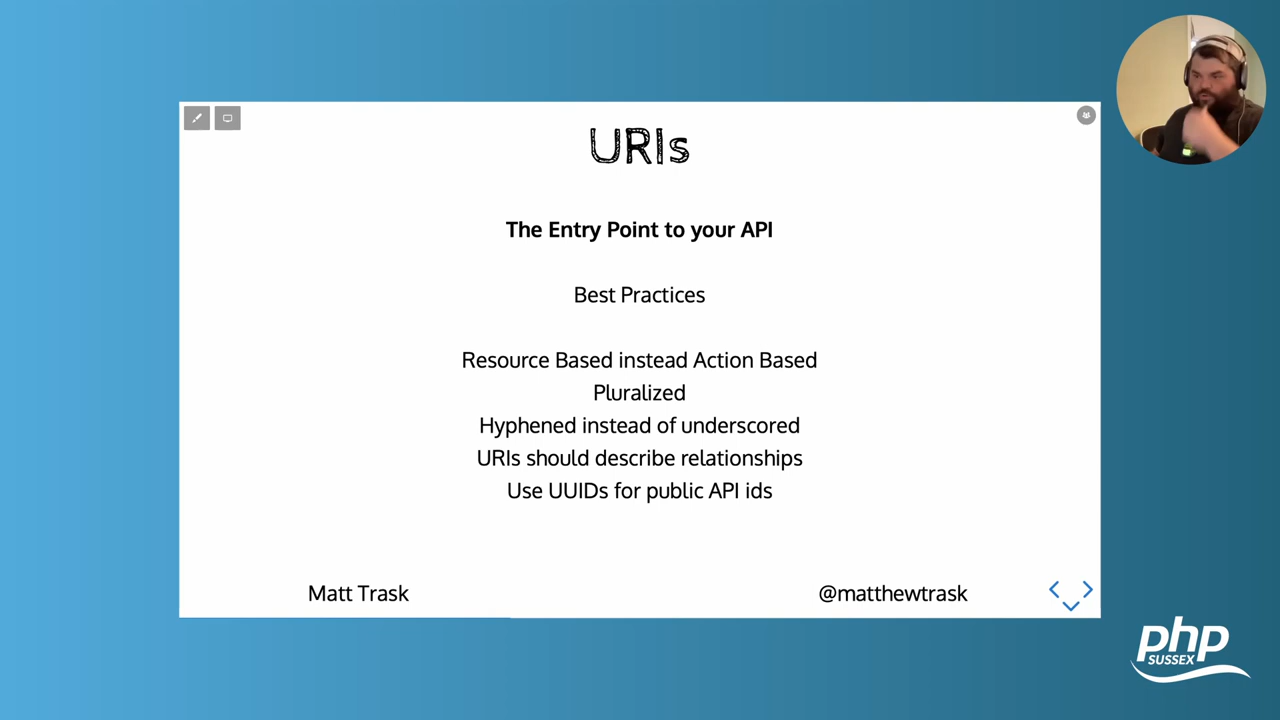 URIs
The Entry Point to your API
Best Practices
Resource Based instead Action Based
Pluralized
Hyphened instead of underscored
URIs should describe relationships
Use UUIDs for public API ids
Matt Trask
@matthewtrask
php
SUSSEX